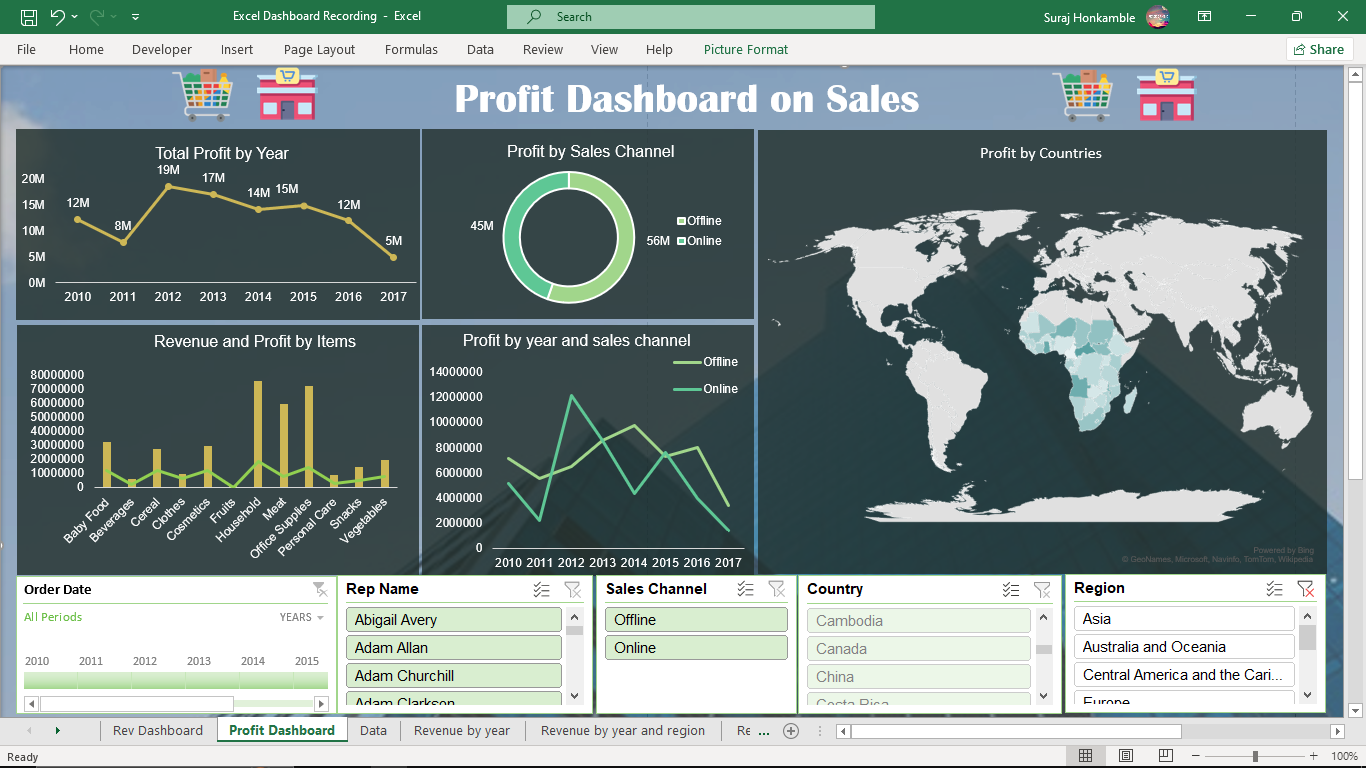 Excel Dashboard Recording - Excel
Search
Suraj Honkamble
File Home Developer Insert Page Layout Formulas Data Review View Help Picture Format
Share
Profit Dashboard on Sales
Total Profit by Year
20M
15M
10M
5M
0M
12M
8M
19M
17M
14M
15M
12M
5M
2010 2011 2012 2013 2014 2015 2016 2017
Profit by Sales Channel
45M
56M
Offline
Online
Profit by Countries
Powered by Bing
© GeoNames, Microsoft, Navinfo, TomTom, Wikipedia
Revenue and Profit by Items
80000000
70000000
60000000
50000000
40000000
30000000
20000000
10000000
0
Baby Food
Beverages
Cereal
Clothes
Cosmetics
Fruits
Household
Meat
Office Supplies
Personal Care
Snacks
Vegetables
Profit by year and sales channel
Offline
Online
14000000
12000000
10000000
8000000
6000000
4000000
2000000
0
2010 2011 2012 2013 2014 2015 2016 2017
Order Date
All Periods
YEARS
2010 2011 2012 2013 2014 2015
Rep Name
Abigail Avery
Adam Allan
Adam Churchill
Adam Clarkson
Sales Channel
Offline
Online
Country
Cambodia
Canada
China
Costa Rica
Region
Asia
Australia and Oceania
Central America and the Cari...
Europe
Rev Dashboard Profit Dashboard Data Revenue by year Revenue by year and region Re ...
Ready
100%